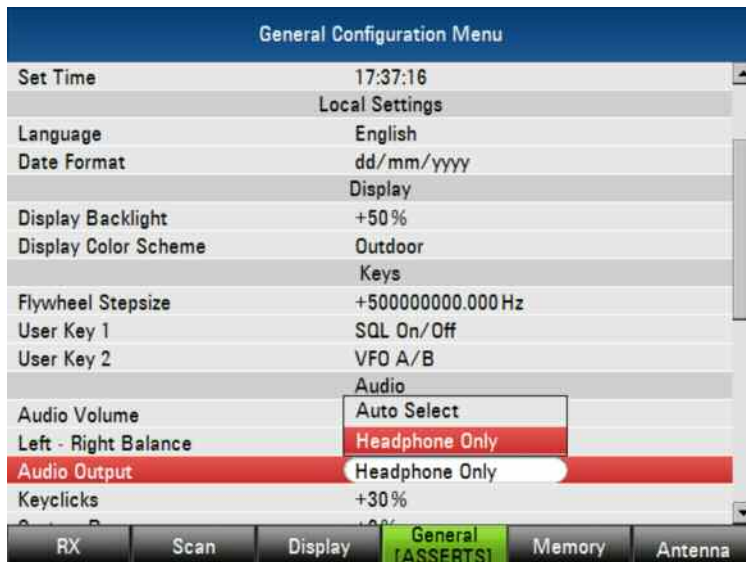 General Configuration Menu
Set Time 17:37:16
Local Settings
Language English
Date Format dd/mm/yyyy
Display
Display Backlight +50%
Display Color Scheme Outdoor
Keys
Flywheel Stepsize +500000000.000 Hz
User Key 1 SQL On/Off
User Key 2 VFO A/B
Audio
Audio Volume Auto Select
Left - Right Balance Headphone Only
Audio Output Headphone Only
Keyclicks +30%
RX Scan Display General [ASSERTS] Memory Antenna